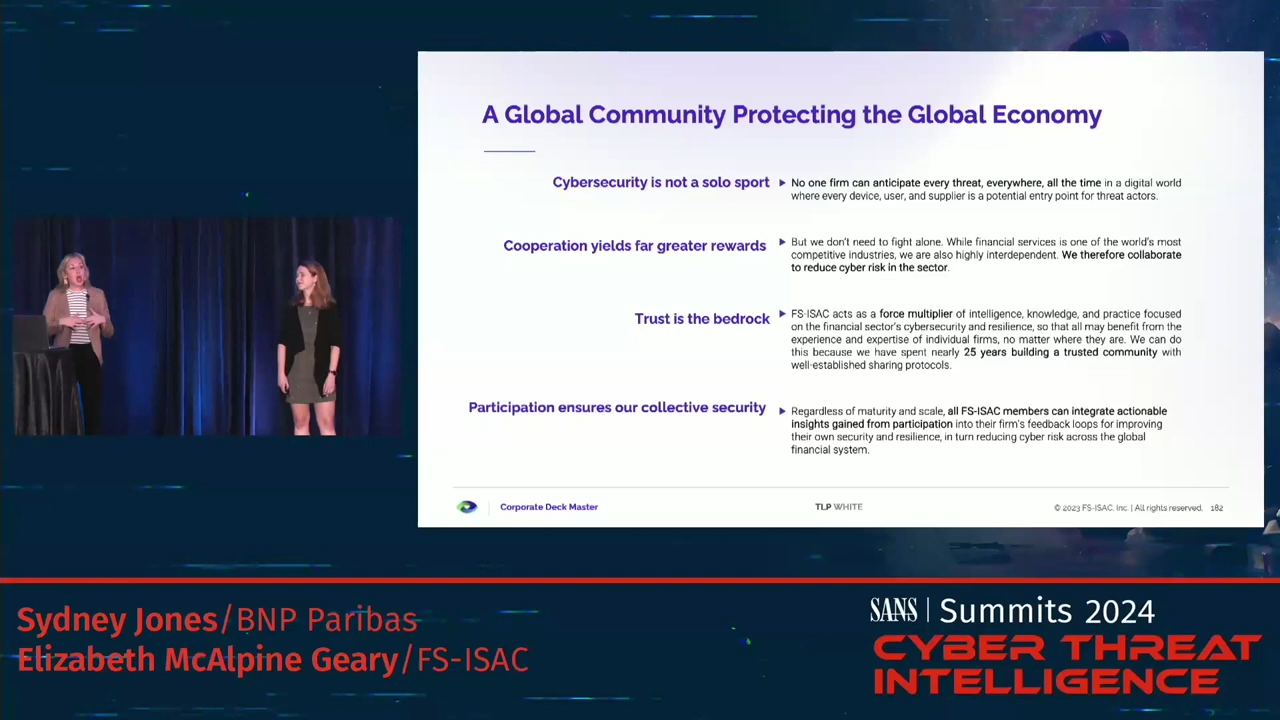 A Global Community Protecting the Global Economy
Cybersecurity is not a solo sport
No one firm can anticipate every threat, everywhere, all the time in a digital world
where every device, user, and supplier is a potential entry point for threat actors.
Cooperation yields far greater rewards
But we don't need to fight alone. While financial services is one of the world's most
competitive industries, we are also highly interdependent. We therefore collaborate
to reduce cyber risk in the sector.
Trust is the bedrock
FS-ISAC acts as a force multiplier of intelligence, knowledge, and practice focused
on the financial sector's cybersecurity and resilience, so that all may benefit from the
experience and expertise of individual firms, no matter where they are. We can do
this because we have spent nearly 25 years building a trusted community with
well-established sharing protocols.
Participation ensures our collective security
Regardless of maturity and scale, all FS-ISAC members can integrate actionable
insights gained from participation into their firm's feedback loops for improving
their own security and resilience, in turn reducing cyber risk across the global
financial system.
Corporate Deck Master
TLP WHITE
© 2023 FS-ISAC, Inc. | All rights reserved. 182
Sydney Jones/BNP Paribas
Elizabeth McAlpine Geary/FS-ISAC
SANS | Summits 2024
CYBER THREAT
INTELLIGENCE